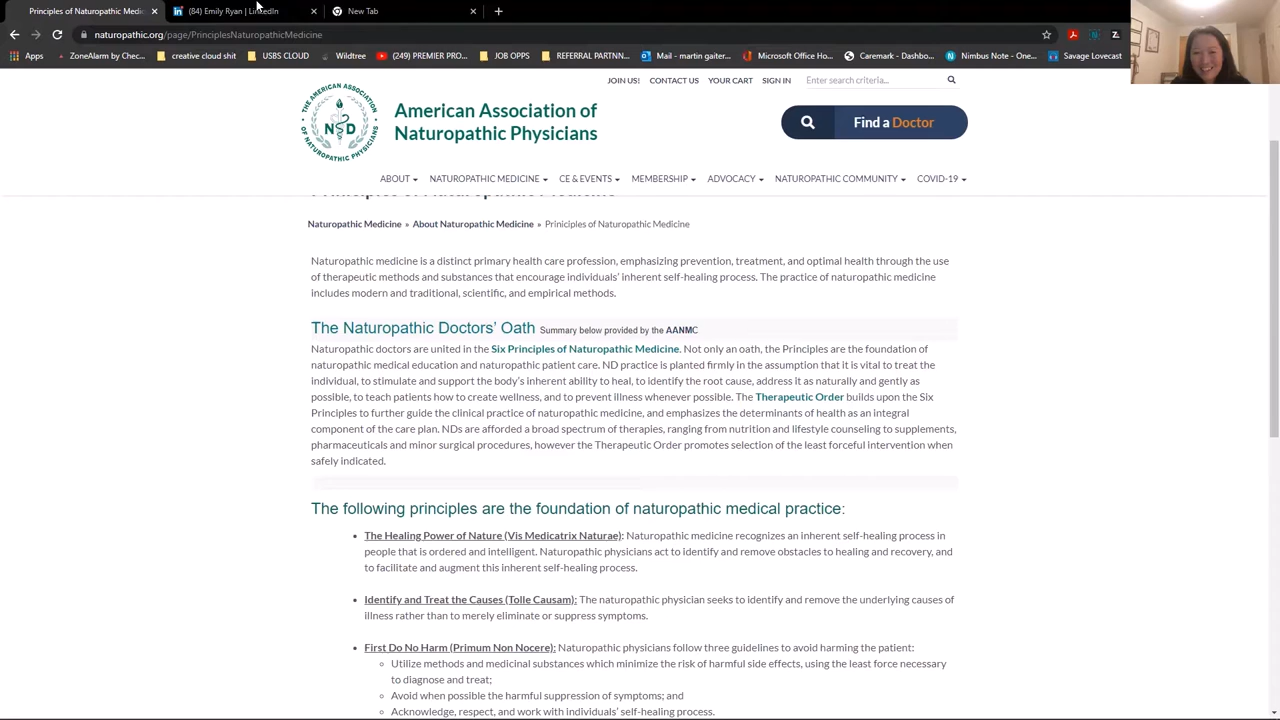 Principles of Naturopathic Medic
(84) Emily Ryan | LinkedIn
New Tab
naturopathic.org/page/PrinciplesNaturopathicMedicine
Apps
ZoneAlarm by Chec...
creative cloud shit
USBS CLOUD
Wildtree
(249) PREMIER PRO...
JOB OPPS
REFERRAL PARTNN...
Mail - martin gaiter...
Microsoft Office Ho...
Caremark - Shopping
Nimbus Note - One...
Savage Lovecast
JOIN US!
CONTACT US
YOUR CART
SIGN IN
Enter search criteria...
THE AMERICAN ASSOCIATION
OF NATUROPATHIC PHYSICIANS
ND
American Association of
Naturopathic Physicians
Find a Doctor
ABOUT
NATUROPATHIC MEDICINE
CE & EVENTS
MEMBERSHIP
ADVOCACY
NATUROPATHIC COMMUNITY
COVID-19
Naturopathic Medicine » About Naturopathic Medicine » Priniciples of Naturopathic Medicine
Naturopathic medicine is a distinct primary health care profession, emphasizing prevention, treatment, and optimal health through the use
of therapeutic methods and substances that encourage individuals' inherent self-healing process. The practice of naturopathic medicine
includes modern and traditional, scientific, and empirical methods.
The Naturopathic Doctors' Oath Summary below provided by the AANMC
Naturopathic doctors are united in the Six Principles of Naturopathic Medicine. Not only an oath, the Principles are the foundation of
naturopathic medical education and naturopathic patient care. ND practice is planted firmly in the assumption that it is vital to treat the
individual, to stimulate and support the body's inherent ability to heal, to identify the root cause, address it as naturally and gently as
possible, to teach patients how to create wellness, and to prevent illness whenever possible. The Therapeutic Order builds upon the Six
Principles to further guide the clinical practice of naturopathic medicine, and emphasizes the determinants of health as an integral
component of the care plan. NDs are afforded a broad spectrum of therapies, ranging from nutrition and lifestyle counseling to supplements,
pharmaceuticals and minor surgical procedures, however the Therapeutic Order promotes selection of the least forceful intervention when
safely indicated.
The following principles are the foundation of naturopathic medical practice:
• The Healing Power of Nature (Vis Medicatrix Naturae): Naturopathic medicine recognizes an inherent self-healing process in
people that is ordered and intelligent. Naturopathic physicians act to identify and remove obstacles to healing and recovery, and
to facilitate and augment this inherent self-healing process.
• Identify and Treat the Causes (Tolle Causam): The naturopathic physician seeks to identify and remove the underlying causes of
illness rather than to merely eliminate or suppress symptoms.
• First Do No Harm (Primum Non Nocere): Naturopathic physicians follow three guidelines to avoid harming the patient:
Utilize methods and medicinal substances which minimize the risk of harmful side effects, using the least force necessary
to diagnose and treat;
Avoid when possible the harmful suppression of symptoms; and
Acknowledge, respect, and work with individuals' self-healing process.